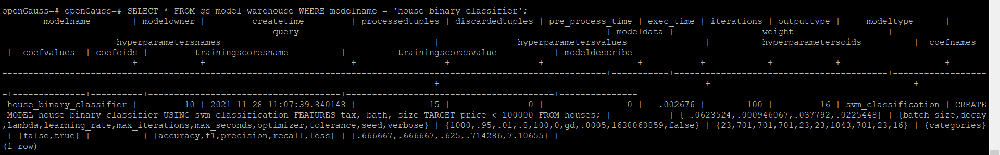 openGauss=# openGauss=# SELECT * FROM gs_model_warehouse WHERE modelname = 'house_binary_classifier';
        modelname        | modelowner |         createtime         | processedtuples | discardedtuples | pre_process_time | exec_time | iterations | outputtype |     modeltype      |
                                                    query                                                           | modeldata |                 weight                  |
                      hyperparametersnames                                         |               hyperparametersvalues               |          hyperparametersoids          |  coefnames
 |  coefvalues  | coefoids |         trainingscoresname          |          trainingscoresvalue           | modeldescribe
-------------------------+------------+----------------------------+-----------------+-----------------+------------------+-----------+------------+------------+--------------------+-------
--------------------------------------------------------------------------------------------------------------------+-----------+-----------------------------------------+------------------
-----------------------------------------------------------------------------------+---------------------------------------------------+---------------------------------------+-------------
-+--------------+----------+-------------------------------------+----------------------------------------+---------------
 house_binary_classifier |         10 | 2021-11-28 11:07:39.840148 |              15 |               0 |                0 |   .002676 |        100 |         16 | svm_classification | CREATE
 MODEL house_binary_classifier USING svm_classification FEATURES tax, bath, size TARGET price < 100000 FROM houses; |           | {-.0623524,.000946067,.037792,.0225448} | {batch_size,decay
,lambda,learning_rate,max_iterations,max_seconds,optimizer,tolerance,seed,verbose} | {1000,.95,.01,.8,100,0,gd,.0005,1638068859,false} | {23,701,701,701,23,23,1043,701,23,16} | {categories}
 | {false,true} |          | {accuracy,f1,precision,recall,loss} | {.666667,.666667,.625,.714286,7.10655} |
(1 row)